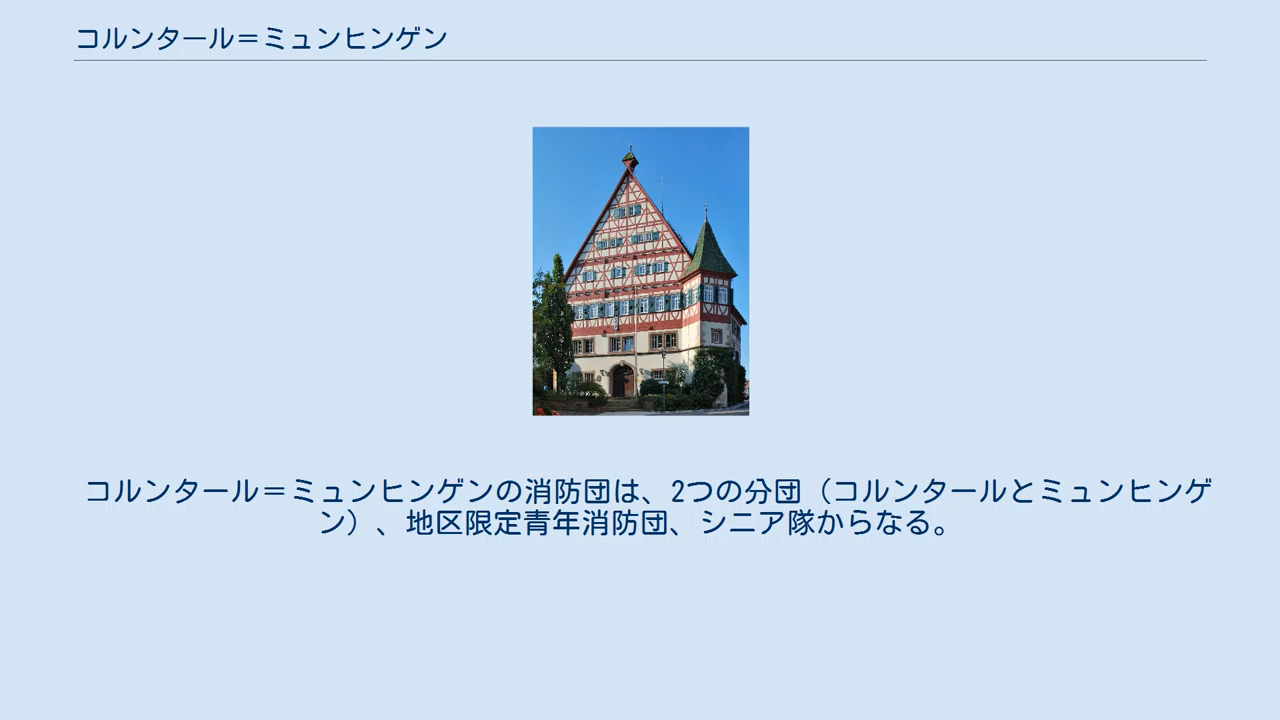 コルンタール＝ミュンヒンゲン
コルンタール＝ミュンヒンゲンの消防団は、2つの分団（コルンタールとミュンヒンゲ
ン）、地区限定青年消防団、シニア隊からなる。